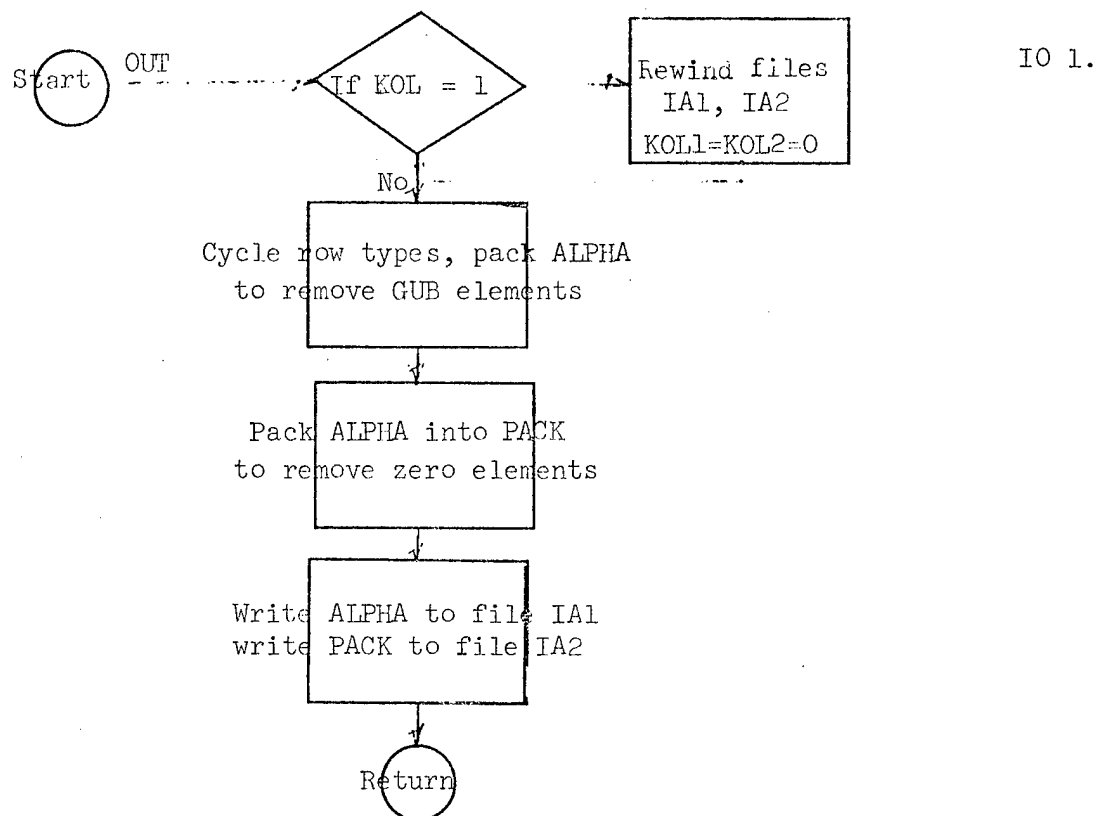 Start
OUT
If KOL = 1
Rewind files
IA1, IA2
KOL1=KOL2=0
IO 1.
No
Cycle row types, pack ALPHA
to remove GUB elements
Pack ALPHA into PACK
to remove zero elements
Write ALPHA to file IA1
write PACK to file IA2
Return